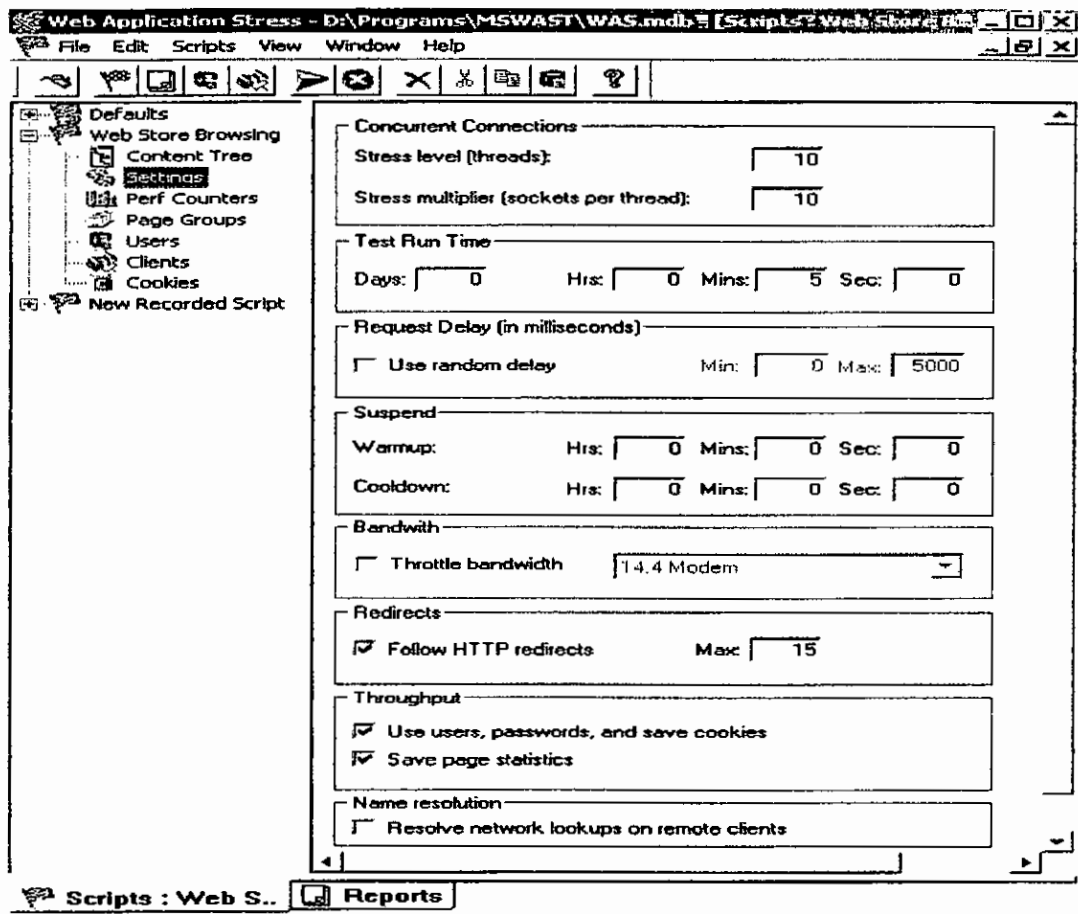 Web Application Stress - D:\Programs\MSWAST\WAS.mdb - [Scripts: Web Store
File Edit Scripts View Window Help
Defaults
Web Store Browsing
Content Tree
Settings
Perf Counters
Page Groups
Users
Clients
Cookies
New Recorded Script
Concurrent Connections
Stress level (threads): 10
Stress multiplier (sockets per thread): 10
Test Run Time
Days: 0 Hrs: 0 Mins: 5 Sec: 0
Request Delay (in milliseconds)
Use random delay Min: 0 Max: 5000
Suspend
Warmup: Hrs: 0 Mins: 0 Sec: 0
Cooldown: Hrs: 0 Mins: 0 Sec: 0
Bandwith
Throttle bandwidth 14.4 Modem
Redirects
Follow HTTP redirects Max: 15
Throughput
Use users, passwords, and save cookies
Save page statistics
Name resolution
Resolve network lookups on remote clients
Scripts : Web S.. Reports